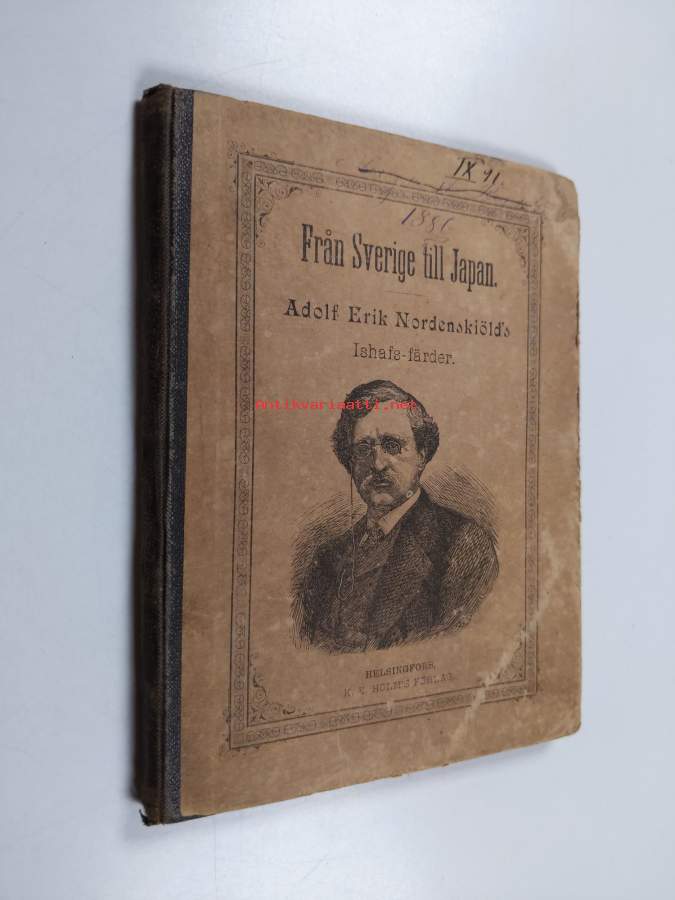 IX 91
1886
Från Sverige till Japan.
Adolf Erik Nordenskiöld's
Ishafs-färder.
Antikvariaatti.net
HELSINGFORS,
K. E. HOLM'S FÖRLAG.